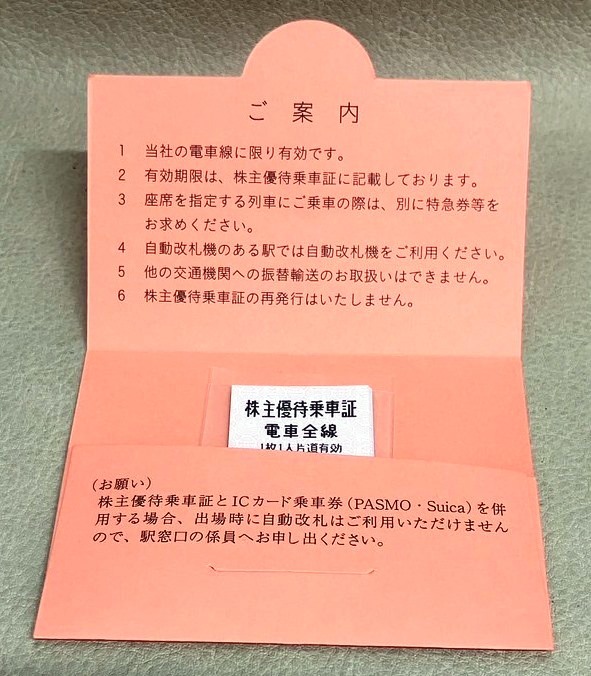 ご案内
1 当社の電車線に限り有効です。
2 有効期限は、株主優待乗車証に記載しております。
3 座席を指定する列車にご乗車の際は、別に特急券等を
お求めください。
4 自動改札機のある駅では自動改札機をご利用ください。
5 他の交通機関への振替輸送のお取扱いはできません。
6 株主優待乗車証の再発行はいたしません。
株主優待乗車証
電車全線
1枚1人片道有効
(お願い)
株主優待乗車証とICカード乗車券(PASMO・Suica)を併
用する場合、出場時に自動改札はご利用いただけません
ので、駅窓口の係員へお申し出ください。